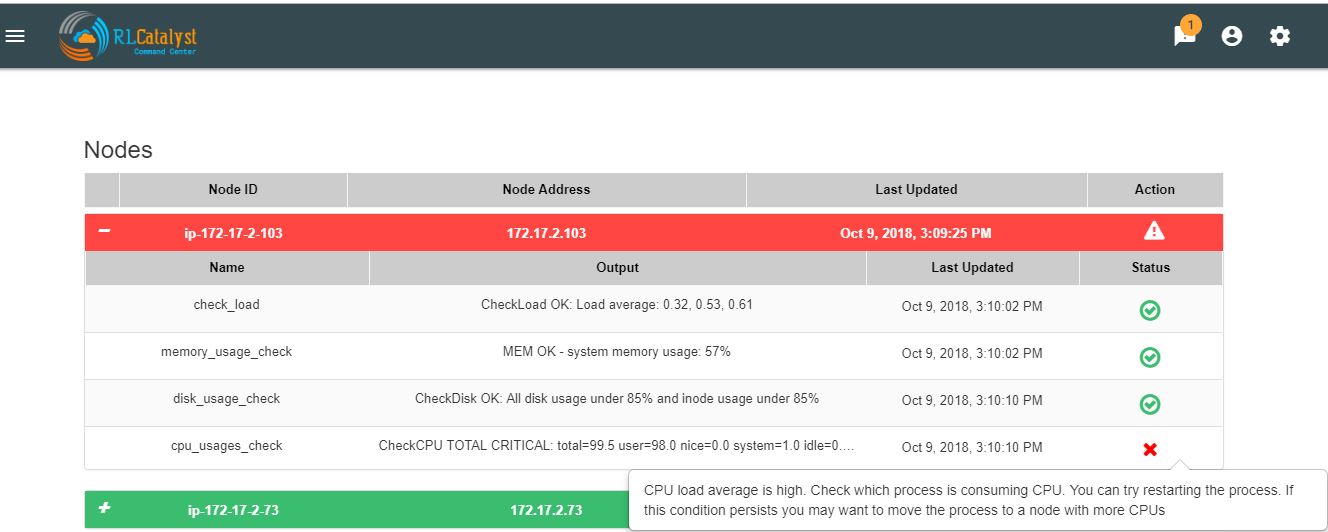 RLCatalyst
Command Center
1
Nodes
Node ID Node Address Last Updated Action
ip-172-17-2-103 172.17.2.103 Oct 9, 2018, 3:09:25 PM
Name Output Last Updated Status
check_load CheckLoad OK: Load average: 0.32, 0.53, 0.61 Oct 9, 2018, 3:10:02 PM
memory_usage_check MEM OK - system memory usage: 57% Oct 9, 2018, 3:10:02 PM
disk_usage_check CheckDisk OK: All disk usage under 85% and inode usage under 85% Oct 9, 2018, 3:10:10 PM
cpu_usages_check CheckCPU TOTAL CRITICAL: total=99.5 user=98.0 nice=0.0 system=1.0 idle=0.… Oct 9, 2018, 3:10:10 PM
CPU load average is high. Check which process is consuming CPU. You can try restarting the process. If
this condition persists you may want to move the process to a node with more CPUs
ip-172-17-2-73 172.17.2.73